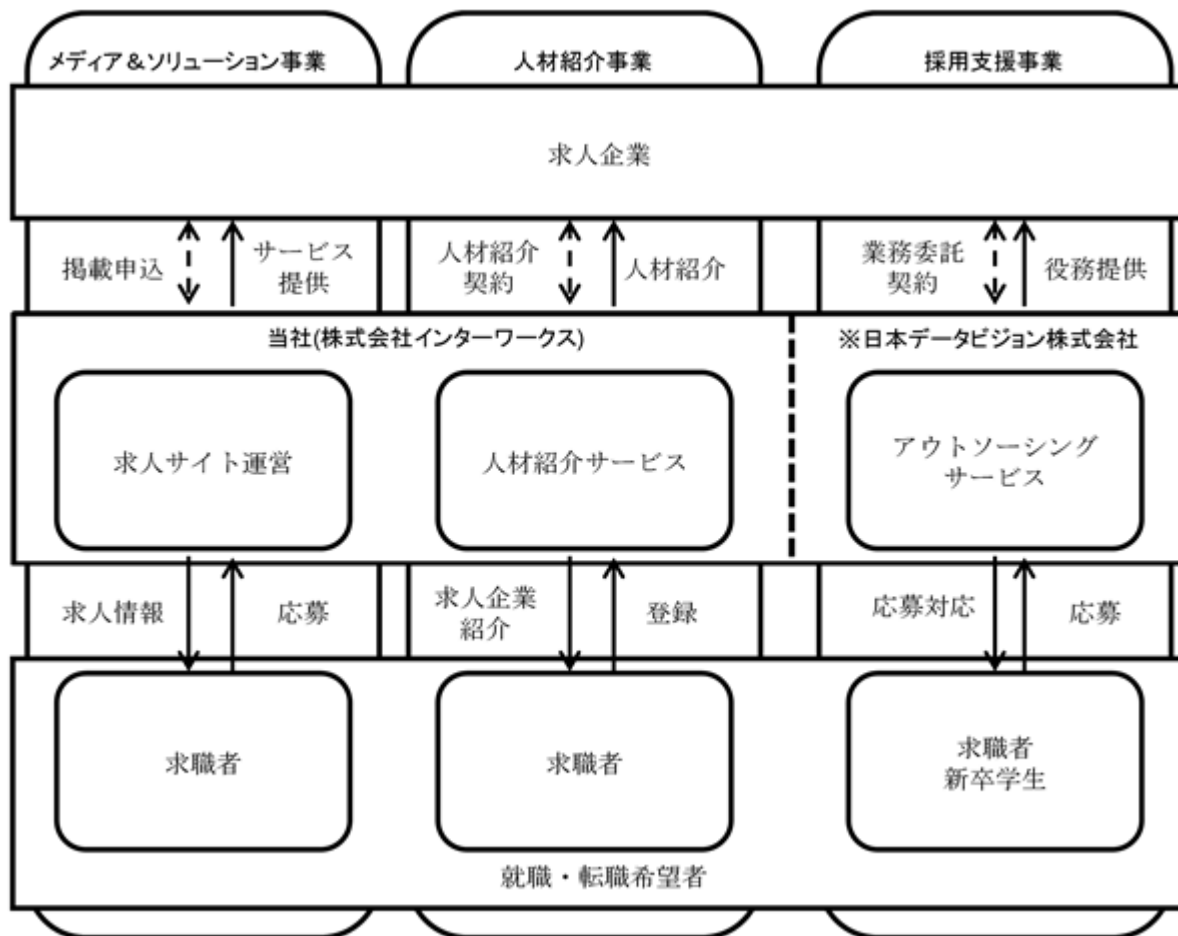 メディア＆ソリューション事業
人材紹介事業
採用支援事業
求人企業
掲載申込
サービス
提供
人材紹介
契約
人材紹介
業務委託
契約
役務提供
当社(株式会社インターワークス)
※日本データビジョン株式会社
求人サイト運営
人材紹介サービス
アウトソーシング
サービス
求人情報
応募
求人企業
紹介
登録
応募対応
応募
求職者
求職者
求職者
新卒学生
就職・転職希望者